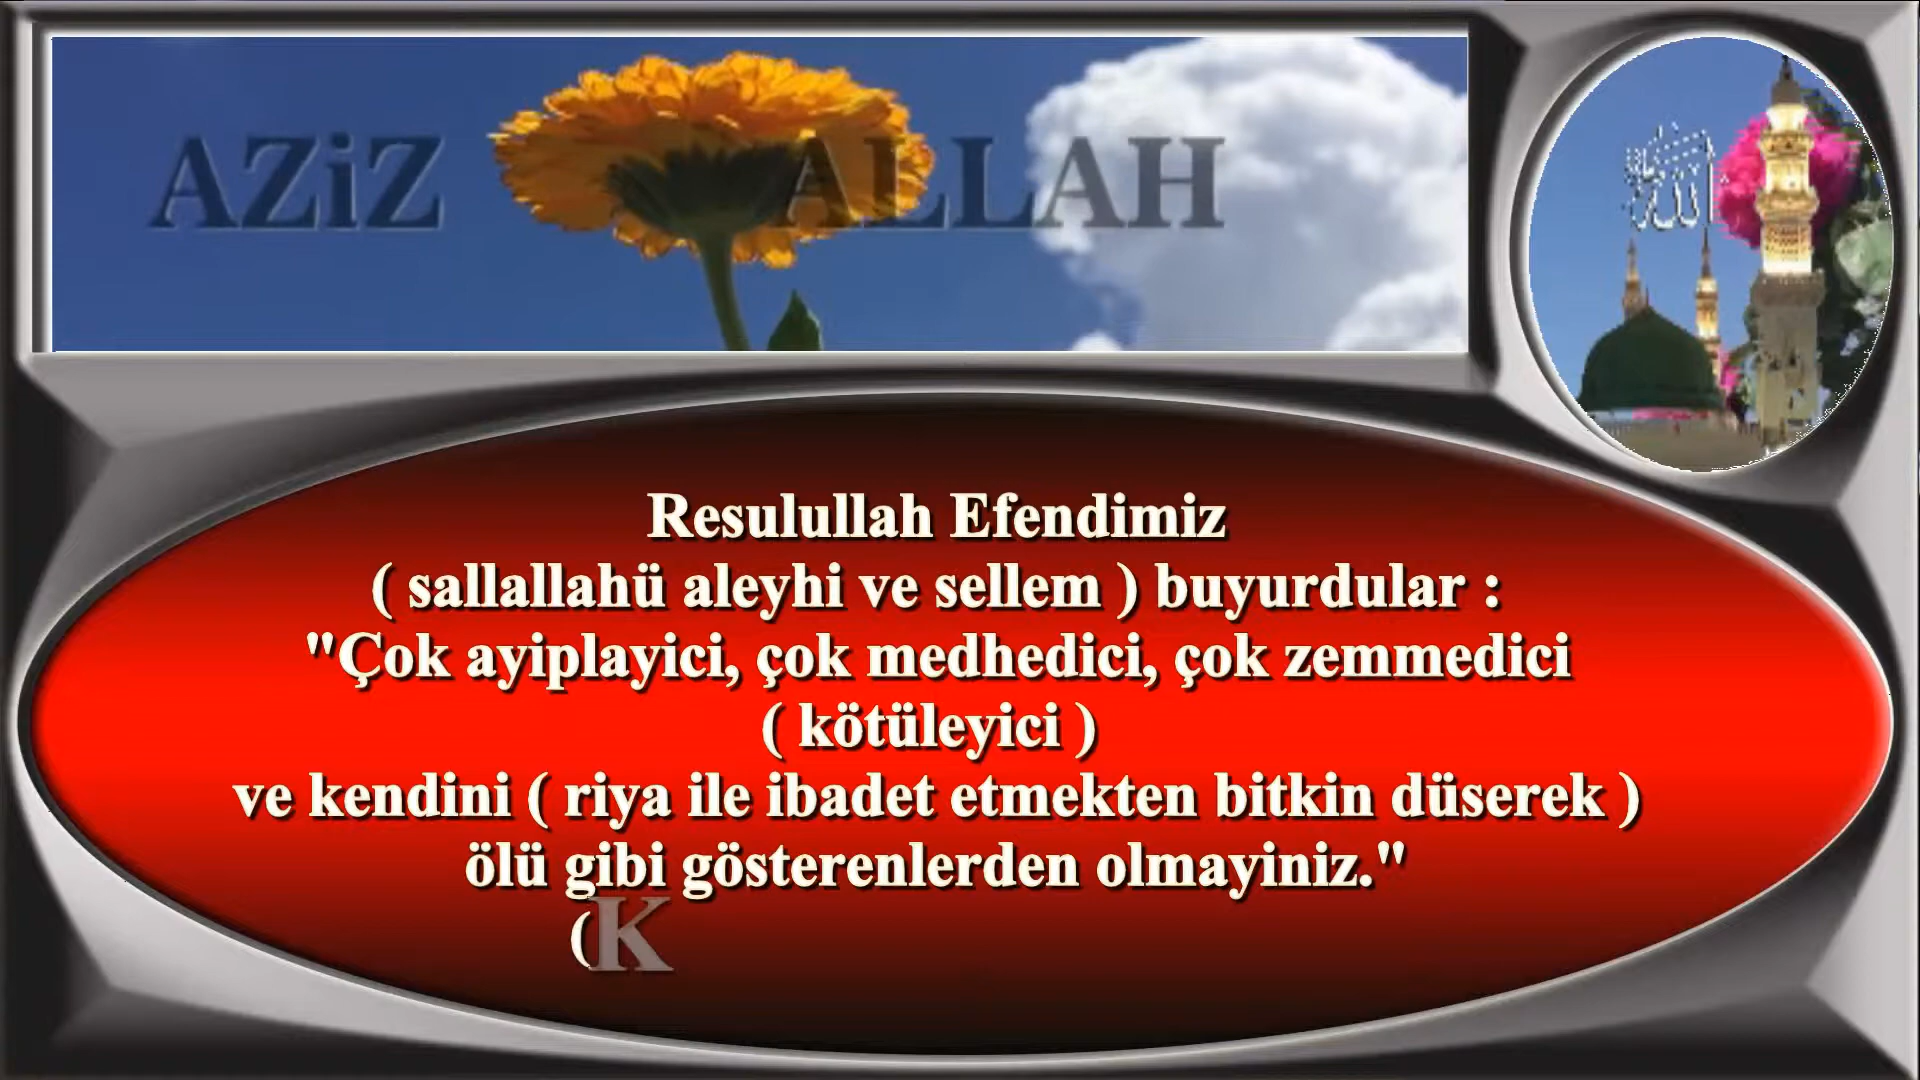 AZiZ ALLAH
الله
Resulullah Efendimiz
( sallallahü aleyhi ve sellem ) buyurdular :
"Çok ayiplayici, çok medhedici, çok zemmedici
( kötüleyici )
ve kendini ( riya ile ibadet etmekten bitkin düserek )
ölü gibi gösterenlerden olmayiniz."
(K